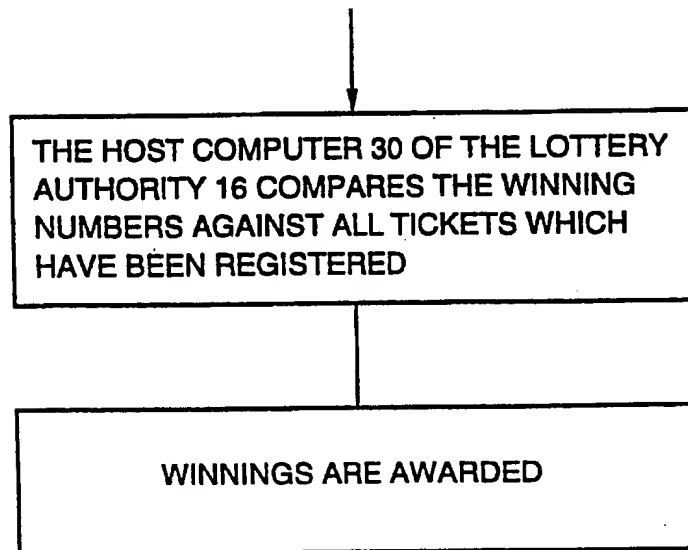 THE HOST COMPUTER 30 OF THE LOTTERY
AUTHORITY 16 COMPARES THE WINNING
NUMBERS AGAINST ALL TICKETS WHICH
HAVE BEEN REGISTERED
WINNINGS ARE AWARDED